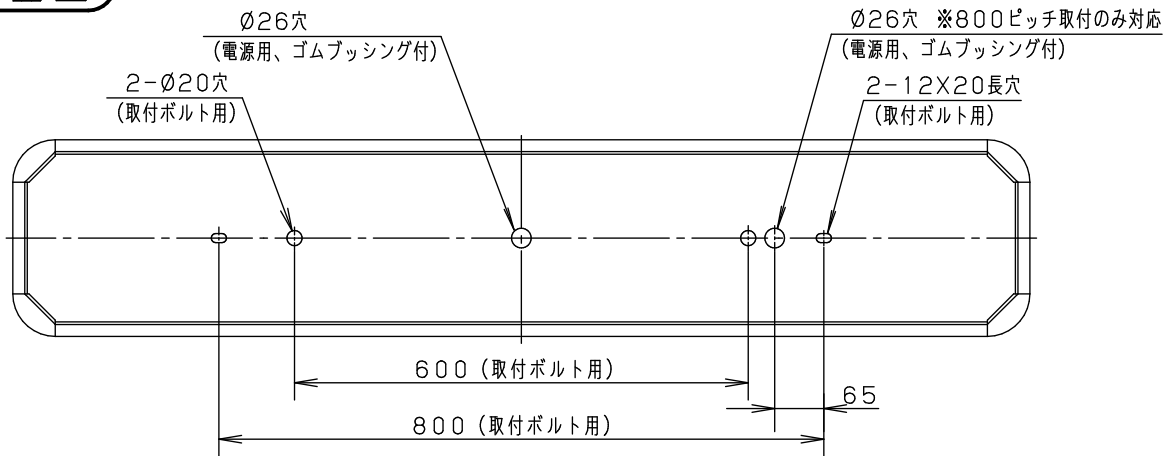 Ø26穴
(電源用、ゴムブッシング付)
Ø26穴 ※800ピッチ取付のみ対応
(電源用、ゴムブッシング付)
2-Ø20穴
(取付ボルト用)
2-12X20長穴
(取付ボルト用)
600 (取付ボルト用)
65
800 (取付ボルト用)